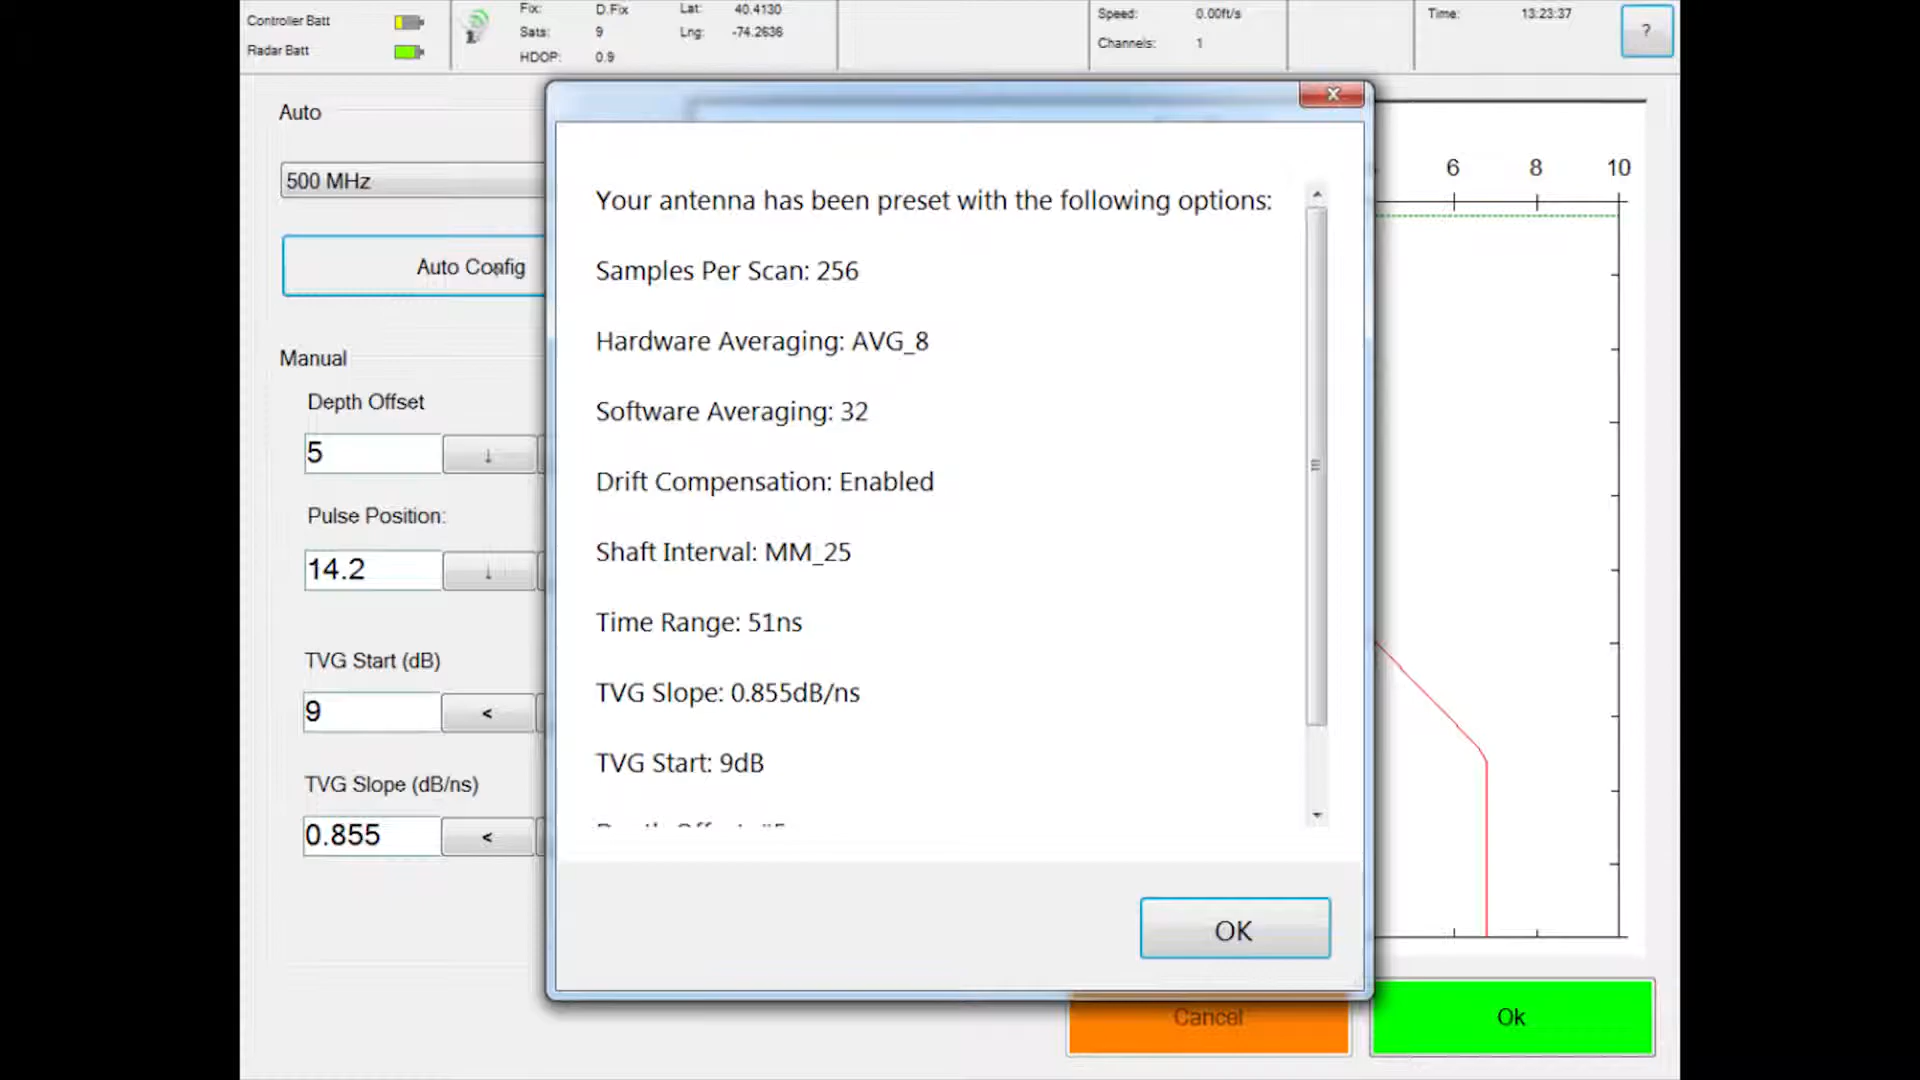 Controller Batt
Radar Batt
Fix: D.Fix
Sats: 9
HDOP: 0.9
Lat: 40.4130
Lng: -74.2636
Speed: 0.00ft/s
Channels: 1
Time: 13:23:37
?
Auto
500 MHz
Auto Config
Manual
Depth Offset
5
↓
Pulse Position:
14.2
↓
TVG Start (dB)
9
<
TVG Slope (dB/ns)
0.855
<
Your antenna has been preset with the following options:
Samples Per Scan: 256
Hardware Averaging: AVG_8
Software Averaging: 32
Drift Compensation: Enabled
Shaft Interval: MM_25
Time Range: 51ns
TVG Slope: 0.855dB/ns
TVG Start: 9dB
OK
6 8 10
Cancel
Ok